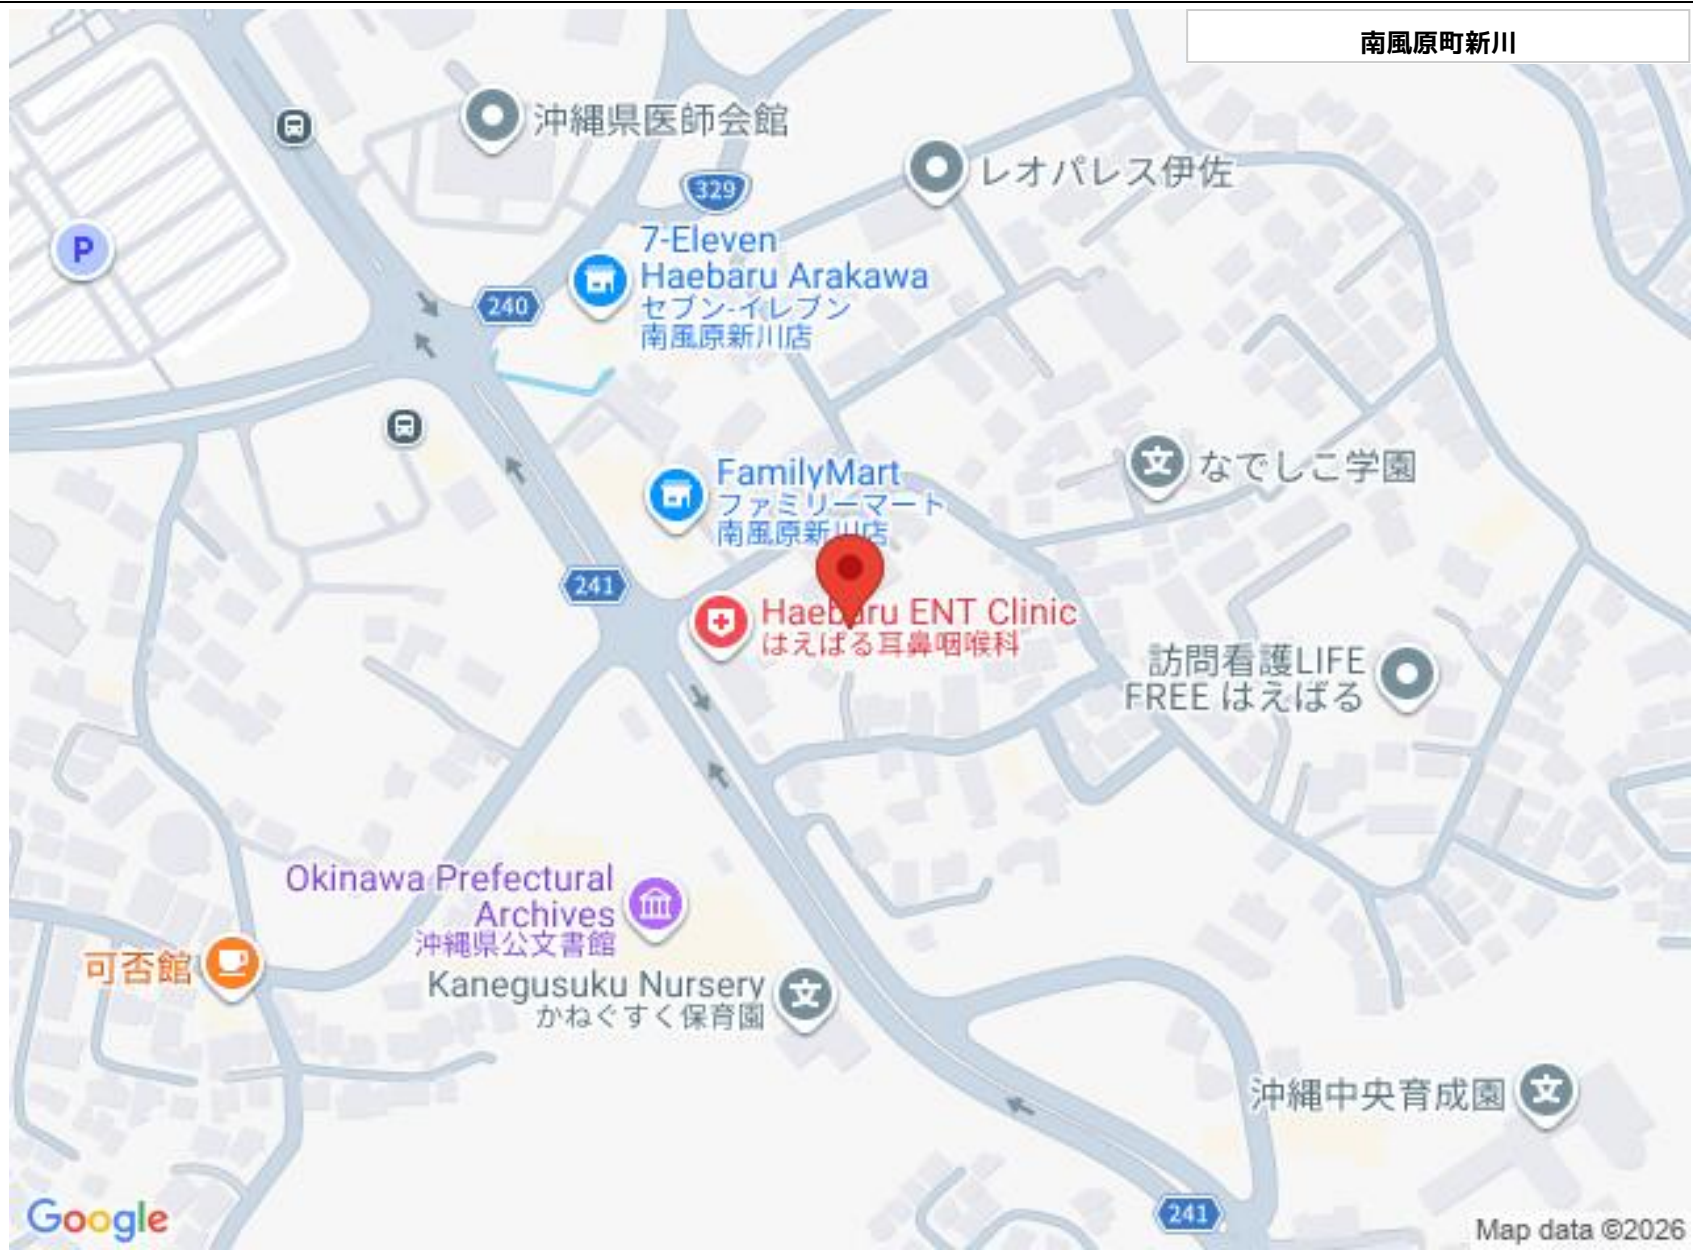 南風原町新川
沖縄県医師会館
レオパレス伊佐
329
P
7-Eleven
Haebaru Arakawa
セブン-イレブン
南風原新川店
240
なでしこ学園
FamilyMart
ファミリーマート
南風原新川店
241
Haebaru ENT Clinic
はえばる耳鼻咽喉科
訪問看護LIFE
FREE はえばる
Okinawa Prefectural
Archives
沖縄県公文書館
可否館
Kanegusuku Nursery
かねぐすく保育園
沖縄中央育成園
241
Google
Map data ©2026